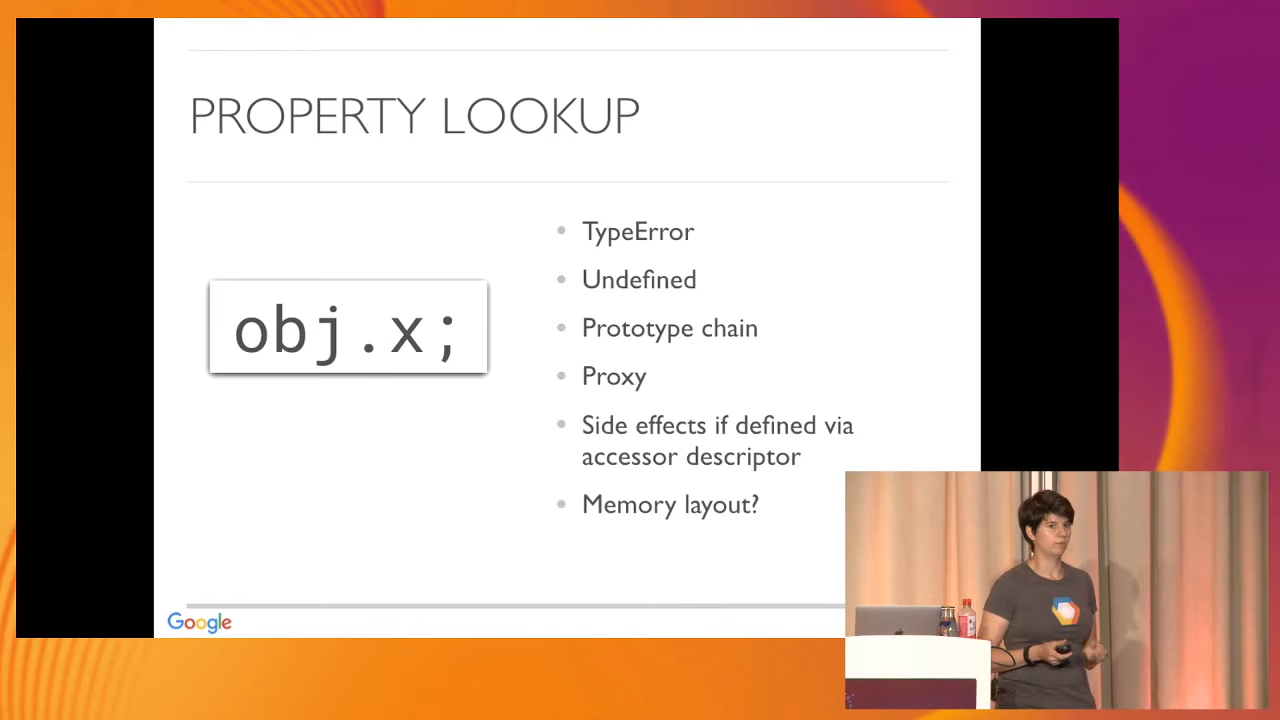 PROPERTY LOOKUP
obj.x;
• TypeError
• Undefined
• Prototype chain
• Proxy
• Side effects if defined via
accessor descriptor
• Memory layout?
Google